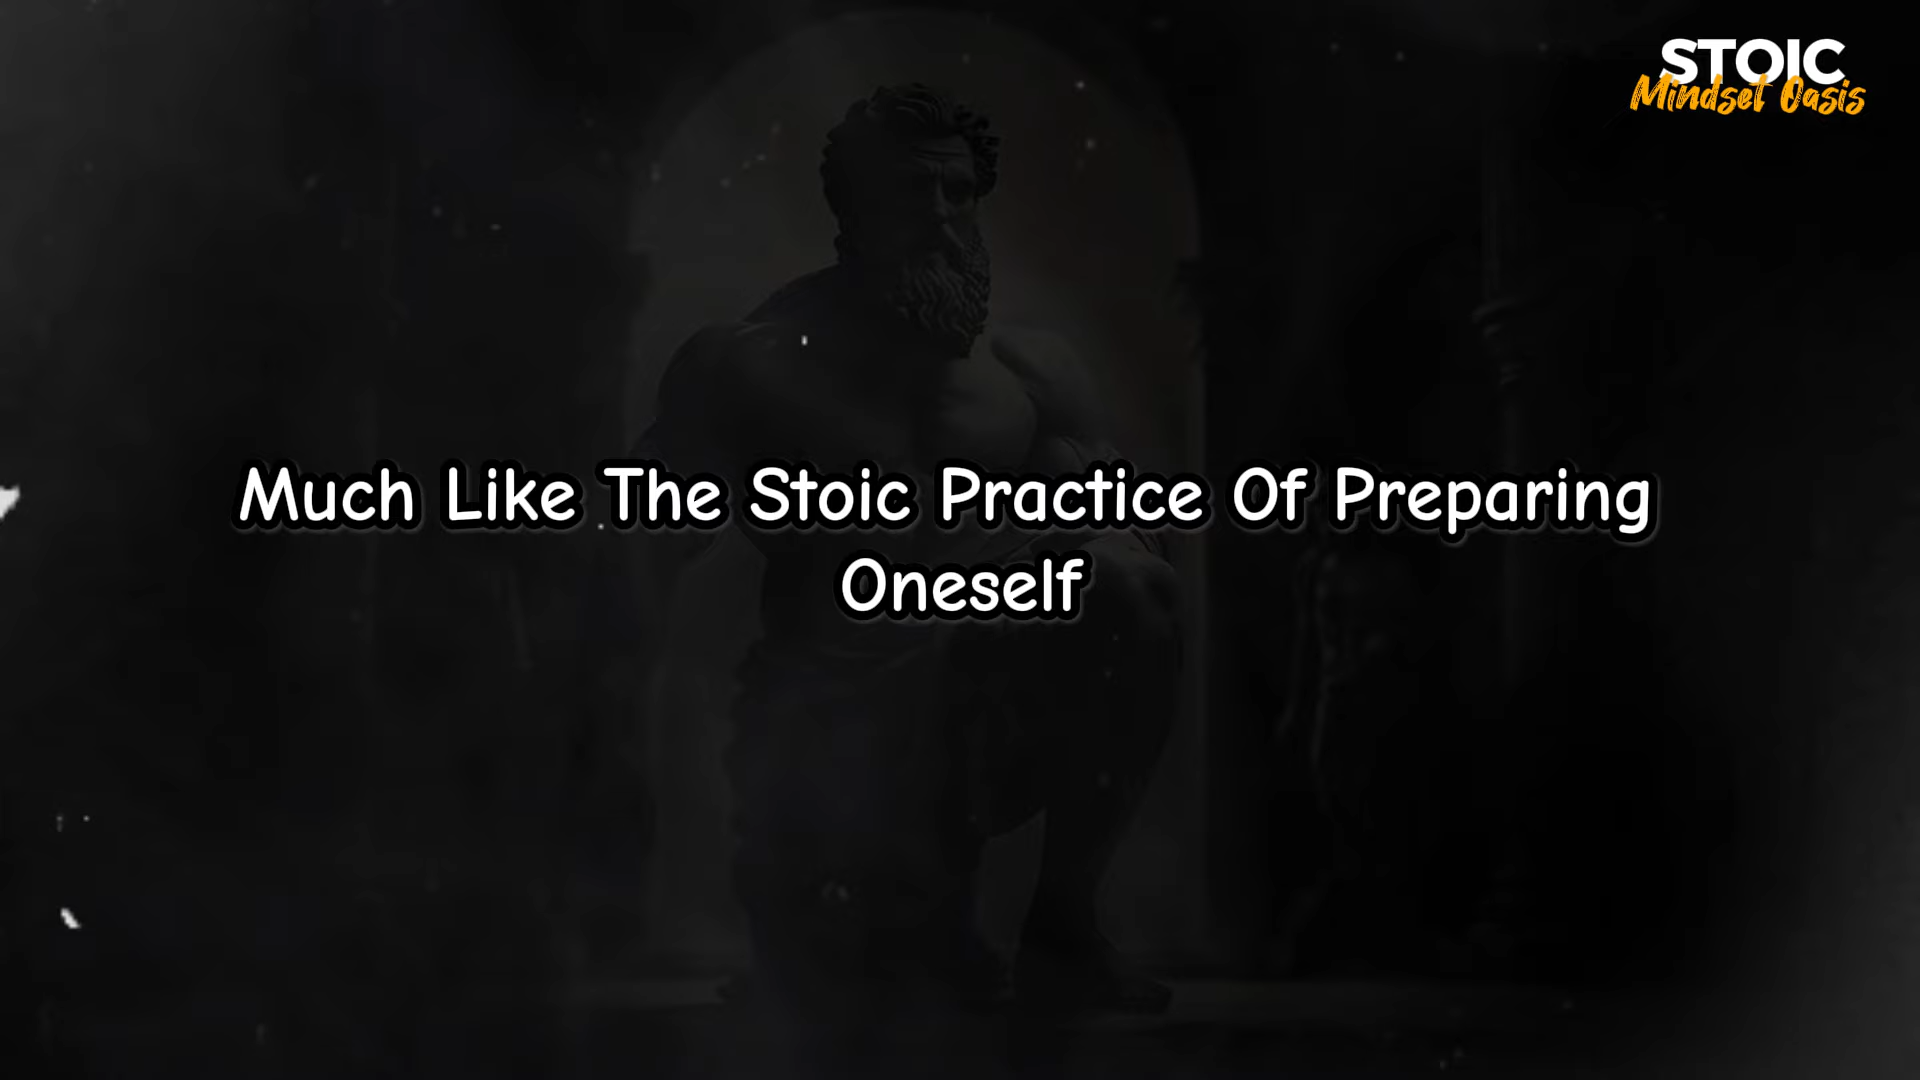 STOIC
Mindset Oasis
Much Like The Stoic Practice Of Preparing
Oneself